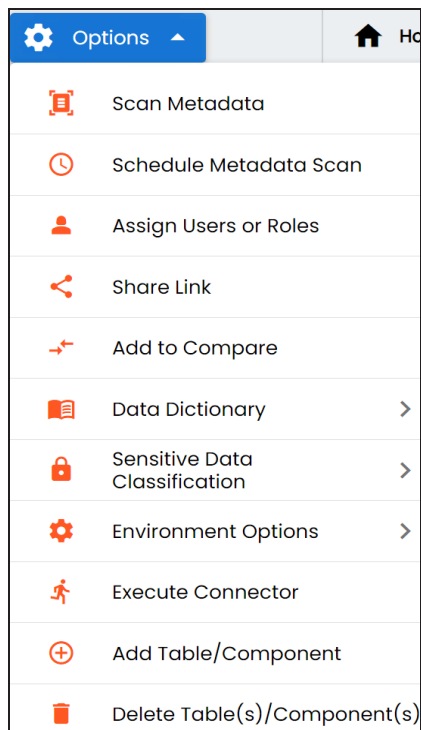 Options
Ho
Scan Metadata
Schedule Metadata Scan
Assign Users or Roles
Share Link
Add to Compare
Data Dictionary
Sensitive Data
Classification
Environment Options
Execute Connector
Add Table/Component
Delete Table(s)/Component(s)